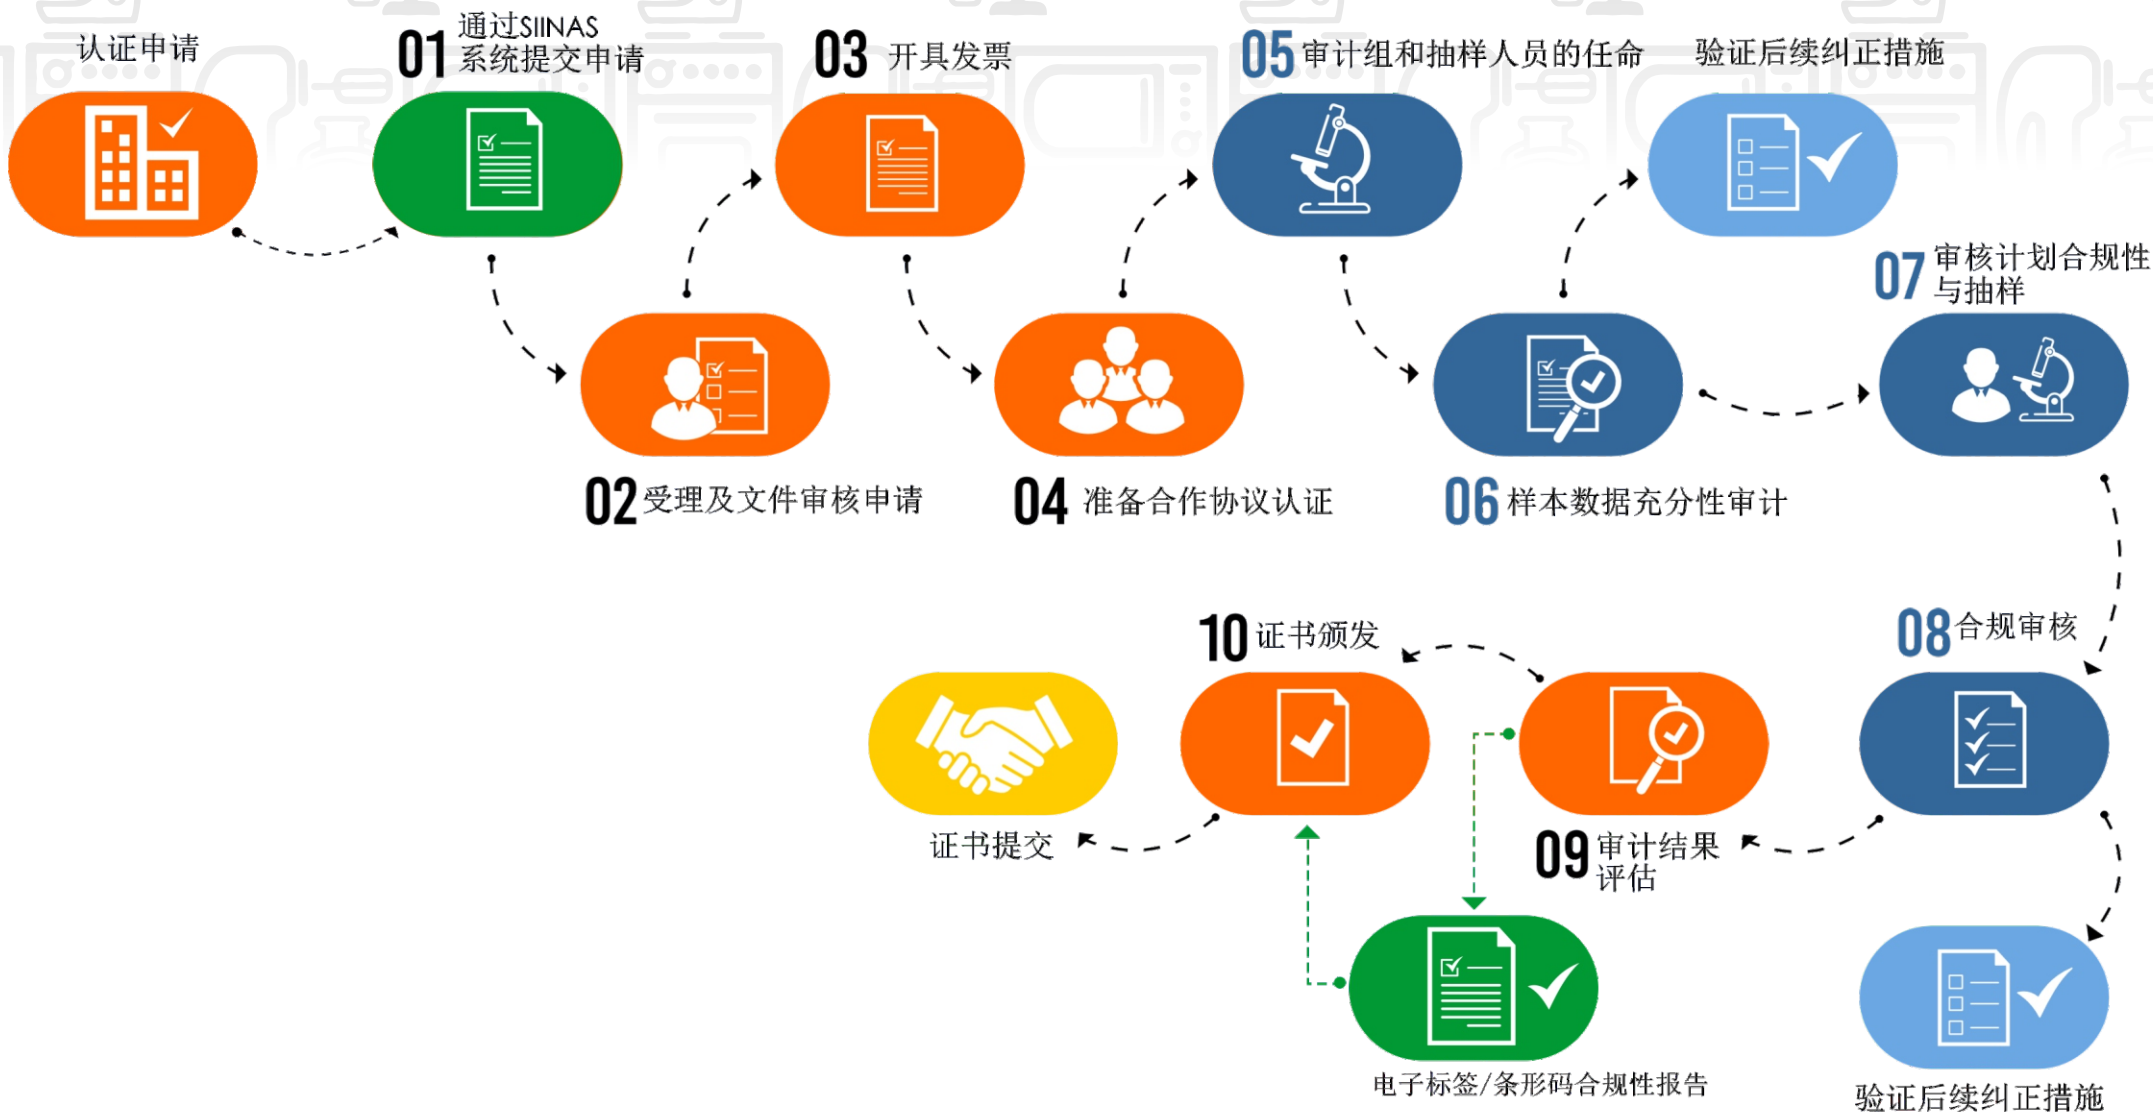 认证申请
01 通过SIINAS
系统提交申请
03 开具发票
05 审计组和抽样人员的任命
验证后续纠正措施
07 审核计划合规性
与抽样
02 受理及文件审核申请
04 准备合作协议认证
06 样本数据充分性审计
10 证书颁发
08 合规审核
证书提交
09 审计结果
评估
电子标签/条形码合规性报告
验证后续纠正措施